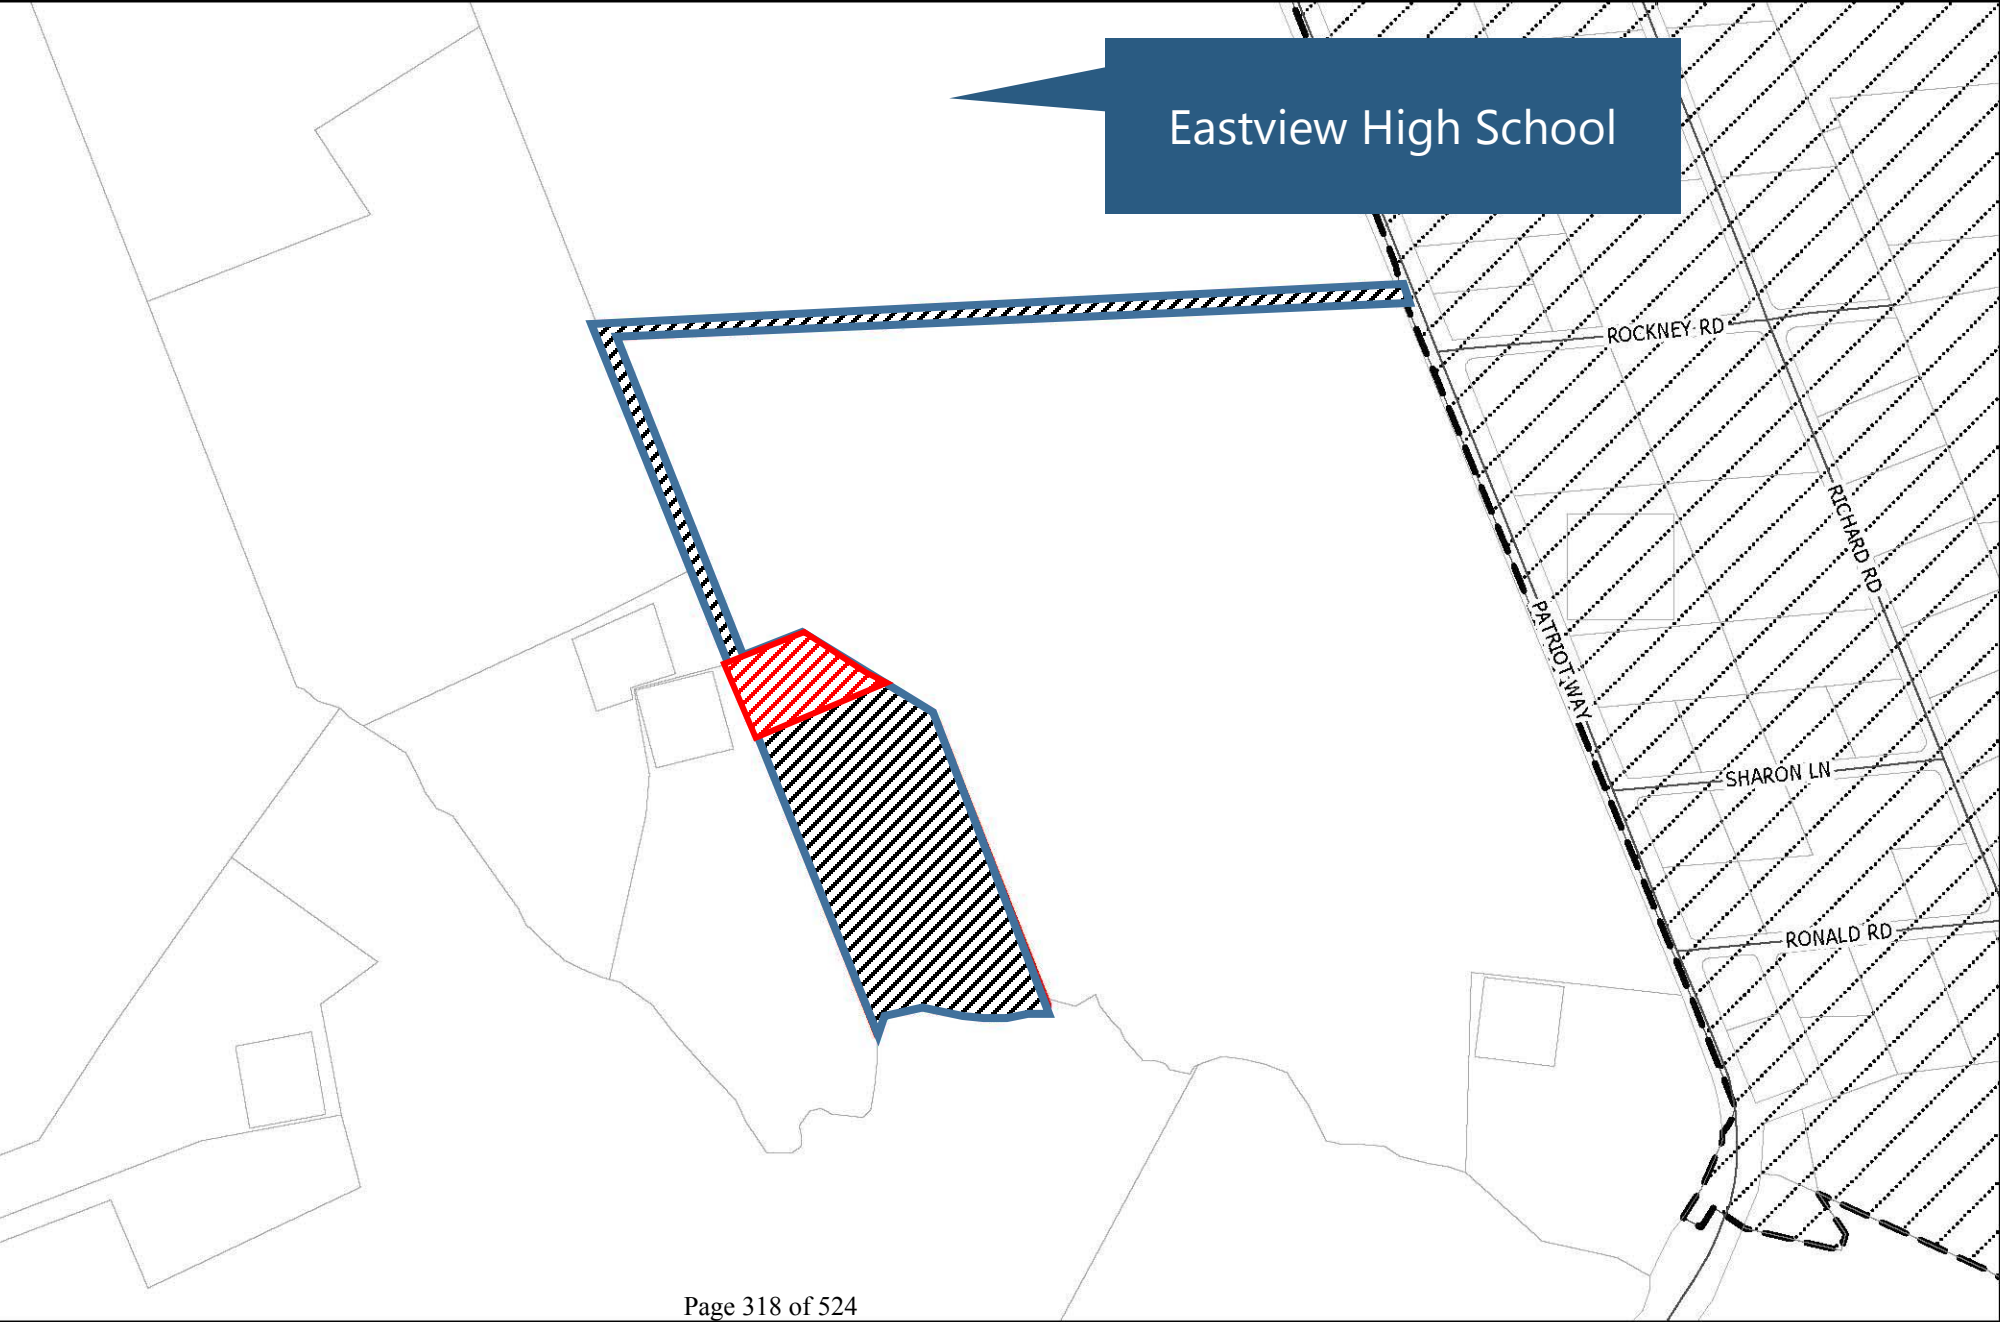 Eastview High School
ROCKNEY RD
RICHARD RD
PATRIOT WAY
SHARON LN
RONALD RD
Page 318 of 524